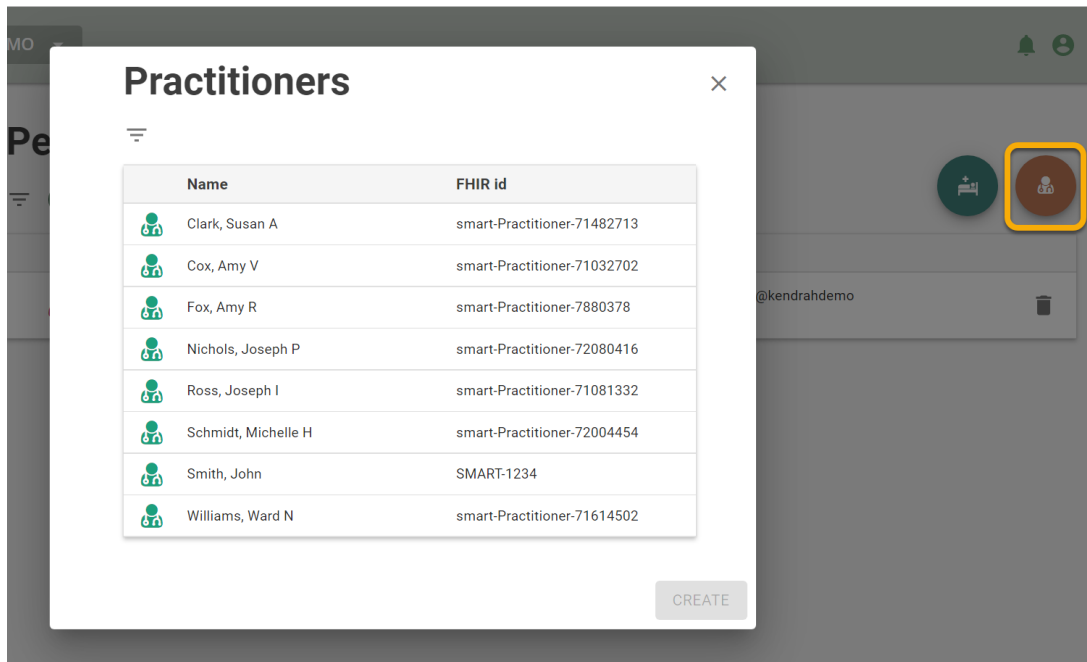 MO
Practitioners
Pe
Name FHIR id
Clark, Susan A smart-Practitioner-71482713
Cox, Amy V smart-Practitioner-71032702
Fox, Amy R smart-Practitioner-7880378
@kendrahdemo
Nichols, Joseph P smart-Practitioner-72080416
Ross, Joseph I smart-Practitioner-71081332
Schmidt, Michelle H smart-Practitioner-72004454
Smith, John SMART-1234
Williams, Ward N smart-Practitioner-71614502
CREATE